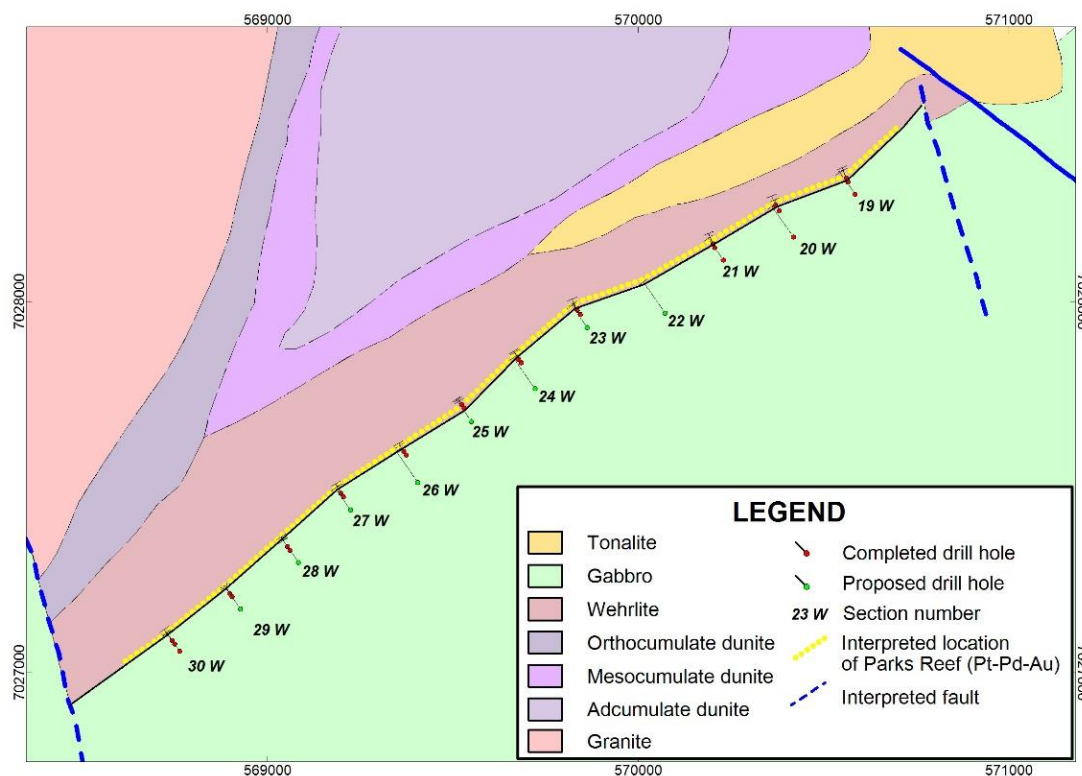 569000
570000
571000
7028000
19 W
20 W
21 W
22 W
23 W
24 W
25 W
26 W
27 W
28 W
29 W
30 W
7027000
569000
570000
571000
LEGEND
Tonalite
Gabbro
Wehrlite
Orthocumulate dunite
Mesocumulate dunite
Adcumulate dunite
Granite
Completed drill hole
Proposed drill hole
23 W Section number
Interpreted location
of Parks Reef (Pt-Pd-Au)
Interpreted fault